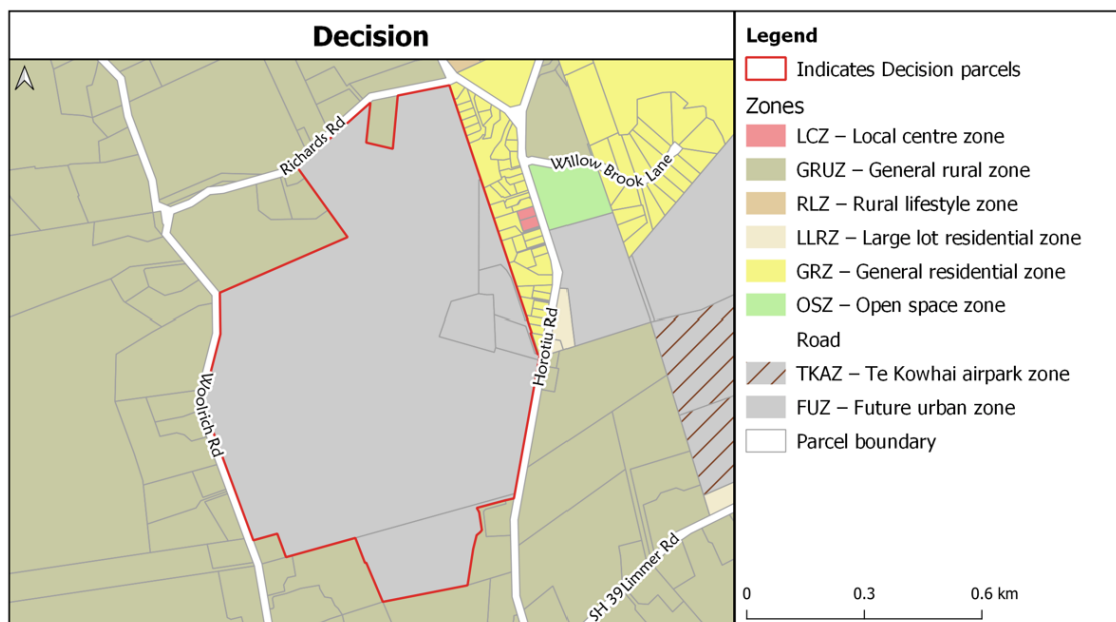 Decision
Richards Rd
Willow Brook Lane
Horotiu Rd
Woolrich Rd
SH 39 Limmer Rd
Legend
Indicates Decision parcels
Zones
LCZ – Local centre zone
GRUZ – General rural zone
RLZ – Rural lifestyle zone
LLRZ – Large lot residential zone
GRZ – General residential zone
OSZ – Open space zone
Road
TKAZ – Te Kowhai airpark zone
FUZ – Future urban zone
Parcel boundary
0 0.3 0.6 km